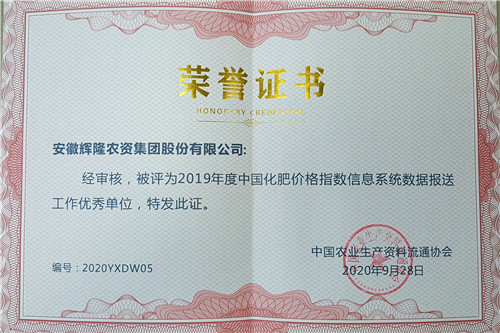 荣誉证书
HONORARY CREDENTIAL
安徽辉隆农资集团股份有限公司:
经审核，被评为2019年度中国化肥价格指数信息系统数据报送
工作优秀单位，特发此证。
中国农业生产资料流通协会
编号：2020YXDW05
2020年9月28日